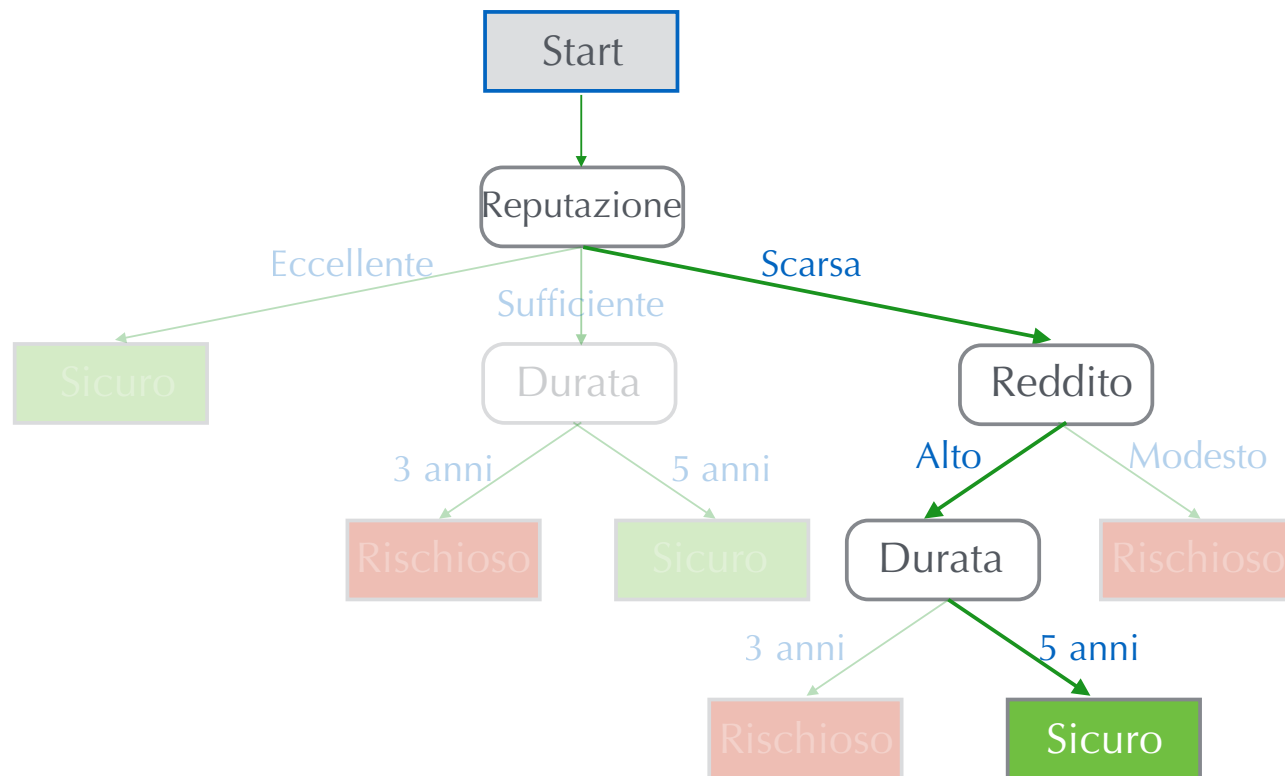 Start
Reputazione
Eccellente
Sufficiente
Scarsa
Sicuro
Durata
Reddito
3 anni
5 anni
Alto
Modesto
Rischioso
Sicuro
Durata
Rischioso
3 anni
5 anni
Rischioso
Sicuro